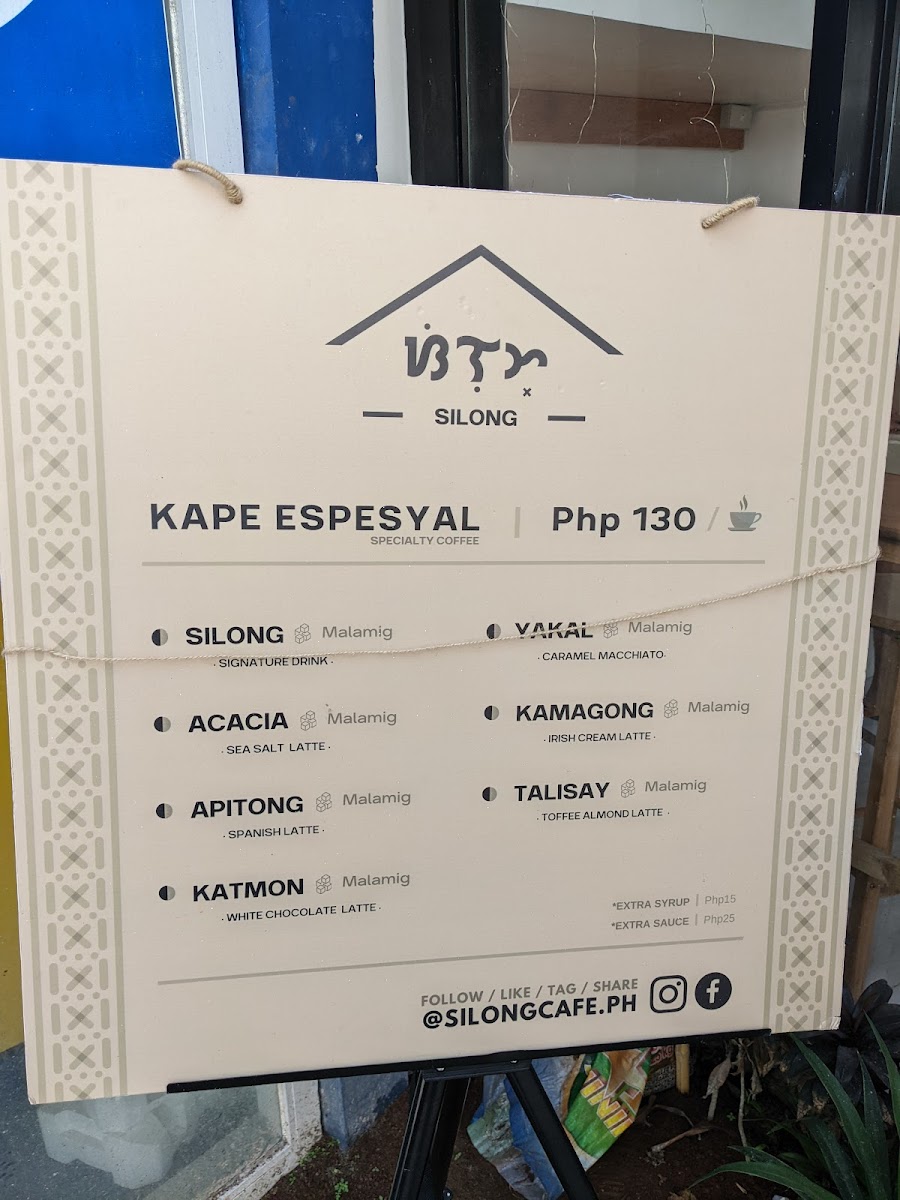 ᜐᜒᜎᜓᜅ᜔
SILONG
KAPE ESPESYAL | Php 130 /
SPECIALTY COFFEE
SILONG Malamig
· SIGNATURE DRINK ·
ACACIA Malamig
· SEA SALT LATTE ·
APITONG Malamig
· SPANISH LATTE ·
KATMON Malamig
· WHITE CHOCOLATE LATTE ·
YAKAL Malamig
· CARAMEL MACCHIATO·
KAMAGONG Malamig
· IRISH CREAM LATTE ·
TALISAY Malamig
· TOFFEE ALMOND LATTE ·
*EXTRA SYRUP | Php15
*EXTRA SAUCE | Php25
FOLLOW / LIKE / TAG / SHARE
@SILONGCAFE.PH